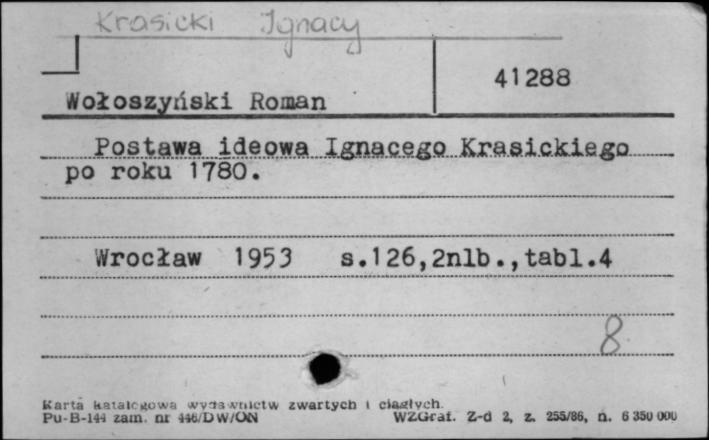 Krasicki Ignacy
41288
Wołoszyński Roman
Postawa ideowa Ignacego Krasickiego
po roku 1780.
Wrocław 1953 s.126,2nlb.,tabl.4
8
Karta katalogowa wydawnictw zwartych i ciągłych.
Pu-B-144 zam. nr 446/DW/ON WZGraf. Z-d 2, z. 255/86, n. 6 350 000